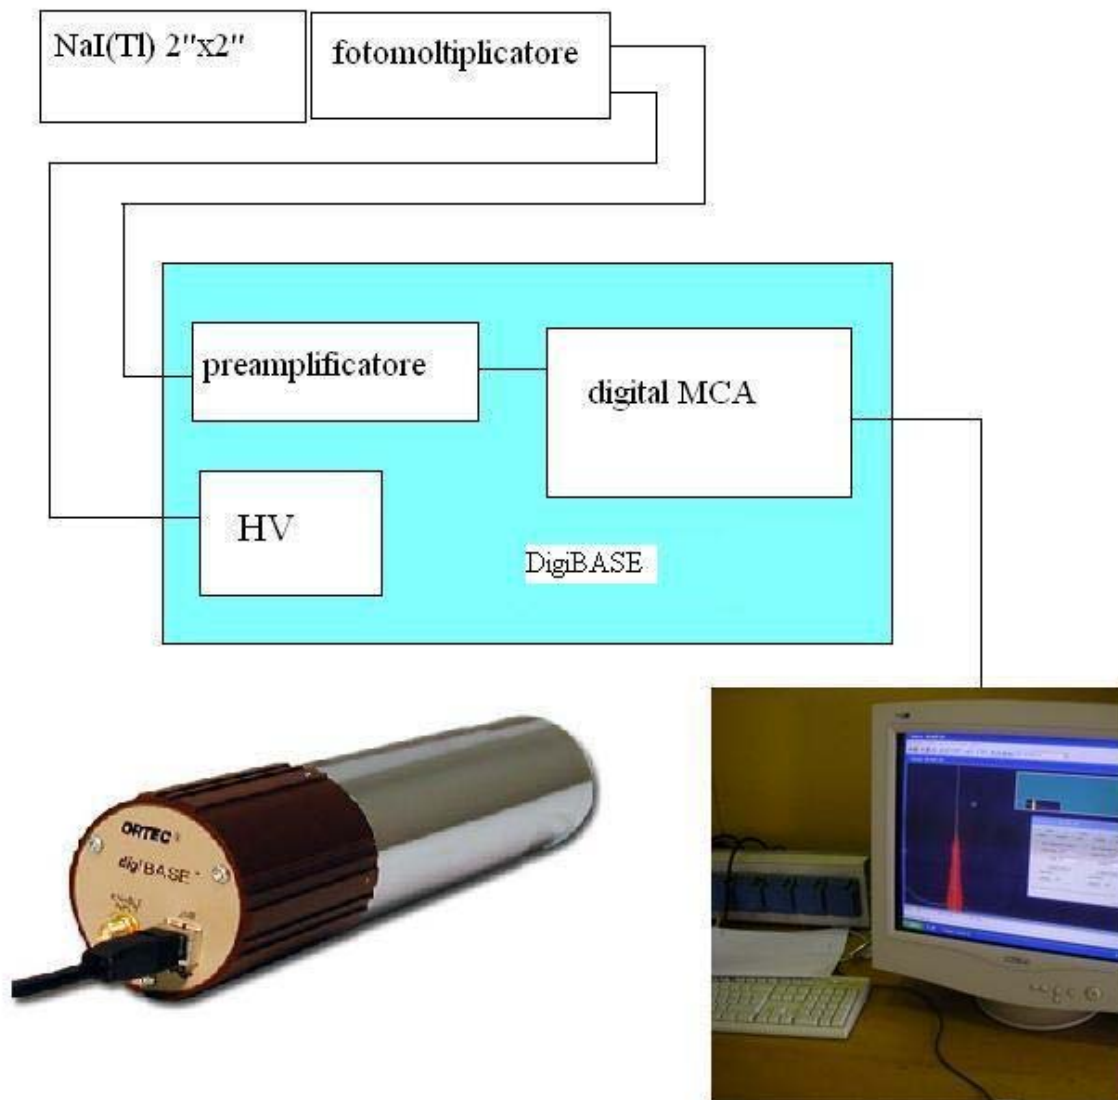 NaI(Tl) 2"x2"
fotomoltiplicatore
preamplificatore
digital MCA
HV
DigiBASE
ORTEC
digiBASE